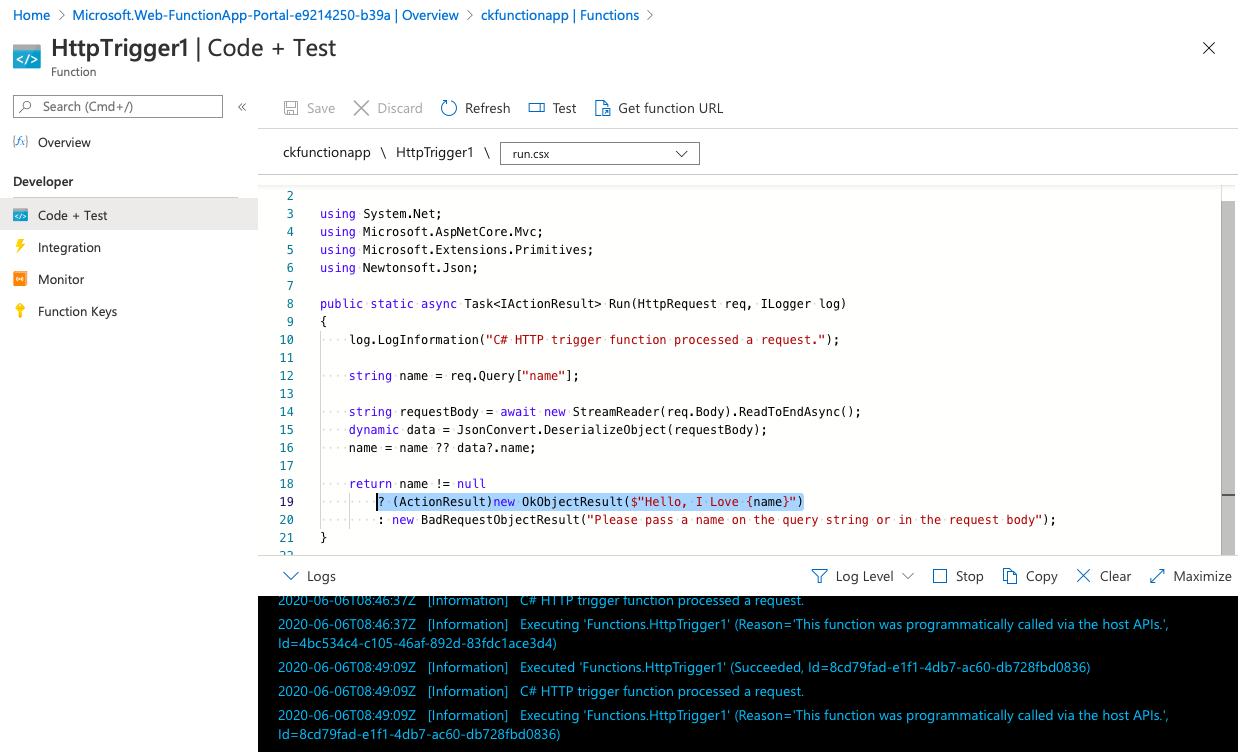 Home > Microsoft.Web-FunctionApp-Portal-e9214250-b39a | Overview > ckfunctionapp | Functions >
HttpTrigger1 | Code + Test
Function
Search (Cmd+/)
«
Save Discard Refresh Test Get function URL
Overview
Developer
Code + Test
Integration
Monitor
Function Keys
ckfunctionapp \ HttpTrigger1 \ run.csx
2
3 using System.Net;
4 using Microsoft.AspNetCore.Mvc;
5 using Microsoft.Extensions.Primitives;
6 using Newtonsoft.Json;
7
8 public static async Task<IActionResult> Run(HttpRequest req, ILogger log)
9 {
10 log.LogInformation("C# HTTP trigger function processed a request.");
11
12 string name = req.Query["name"];
13
14 string requestBody = await new StreamReader(req.Body).ReadToEndAsync();
15 dynamic data = JsonConvert.DeserializeObject(requestBody);
16 name = name ?? data?.name;
17
18 return name != null
19 ? (ActionResult)new OkObjectResult($"Hello, I Love {name}")
20 : new BadRequestObjectResult("Please pass a name on the query string or in the request body");
21 }
22
Logs Log Level Stop Copy Clear Maximize
2020-06-06T08:46:37Z [Information] C# HTTP trigger function processed a request.
2020-06-06T08:46:37Z [Information] Executing 'Functions.HttpTrigger1' (Reason='This function was programmatically called via the host APIs.',
Id=4bc534c4-c105-46af-892d-83fdc1ace3d4)
2020-06-06T08:49:09Z [Information] Executed 'Functions.HttpTrigger1' (Succeeded, Id=8cd79fad-e1f1-4db7-ac60-db728fbd0836)
2020-06-06T08:49:09Z [Information] C# HTTP trigger function processed a request.
2020-06-06T08:49:09Z [Information] Executing 'Functions.HttpTrigger1' (Reason='This function was programmatically called via the host APIs.',
Id=8cd79fad-e1f1-4db7-ac60-db728fbd0836)